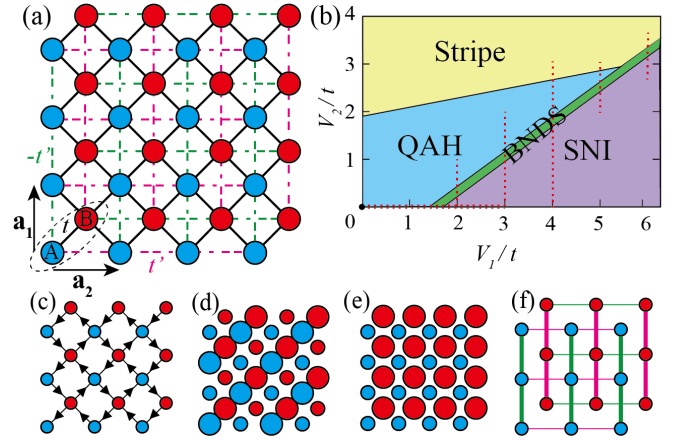 (a)
-t'
t
B
A
a₁
a₂
t'
(b)
V₂/t
4
3
2
1
0
Stripe
QAH
BNDS
SNI
0 1 2 3 4 5 6
V₁/t
(c)
(d)
(e)
(f)